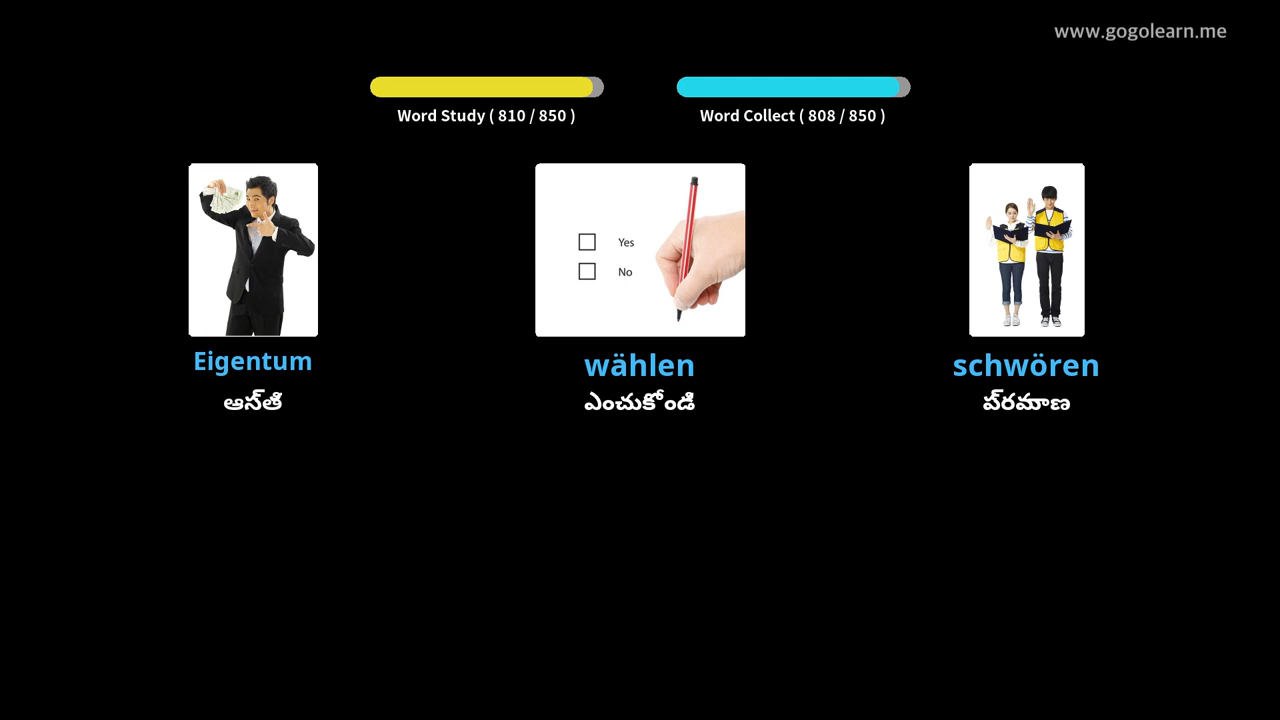 www.gogolearn.me
Word Study ( 810 / 850 )
Word Collect ( 808 / 850 )
Yes
No
Eigentum
wählen
schwören
ఆస్తి
ఎంచుకోండి
ప్రమాణ